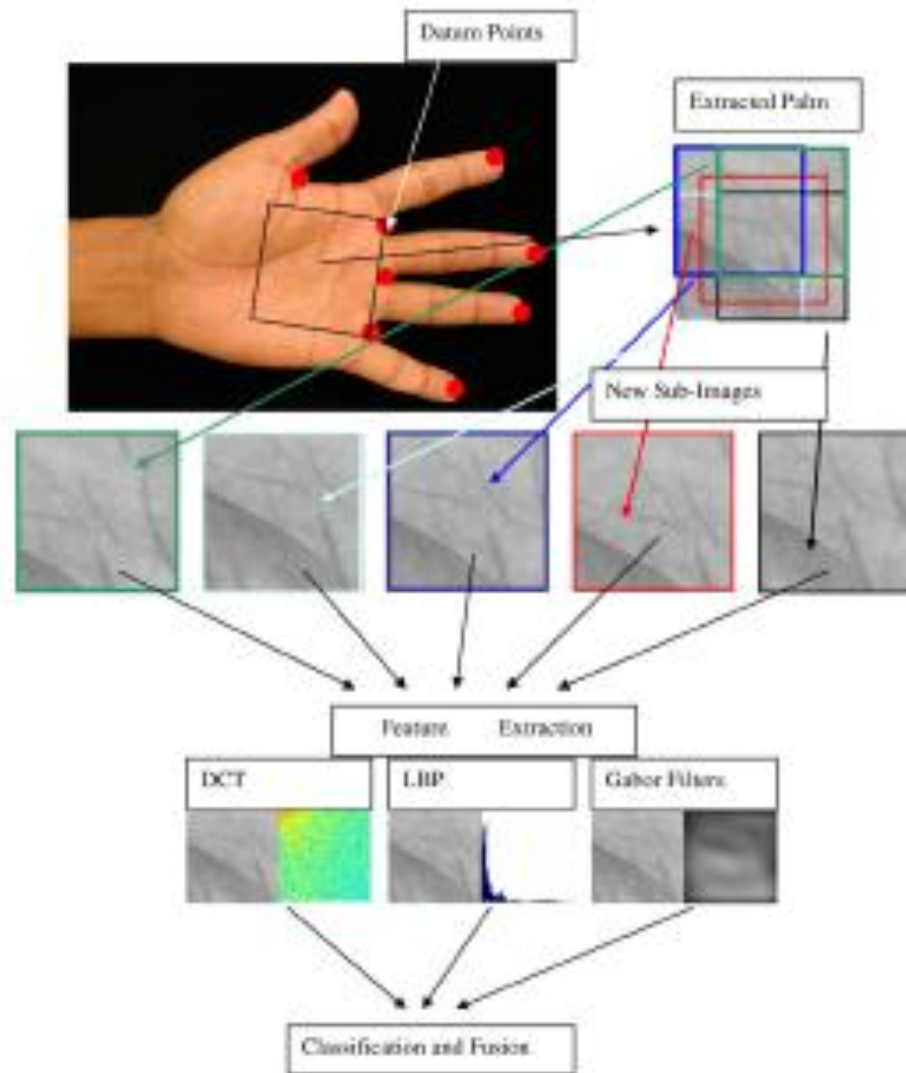 Datum Points
Extracted Palm
New Sub-Images
Feature Extraction
DCT
LBP
Gabor Filters
Classification and Fusion